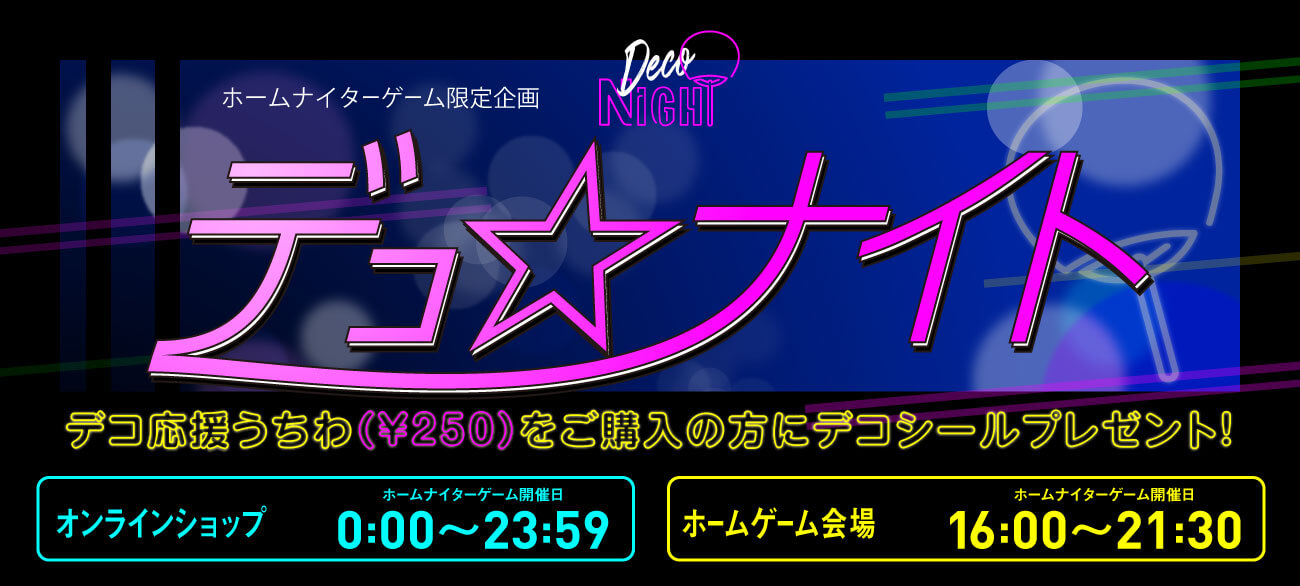 Deco
NIGHT
ホームナイターゲーム限定企画
デコ☆ナイト
デコ応援うちわ(¥250)をご購入の方にデコシールプレゼント!
オンラインショップ
ホームナイターゲーム開催日
0:00〜23:59
ホームゲーム会場
ホームナイターゲーム開催日
16:00〜21:30